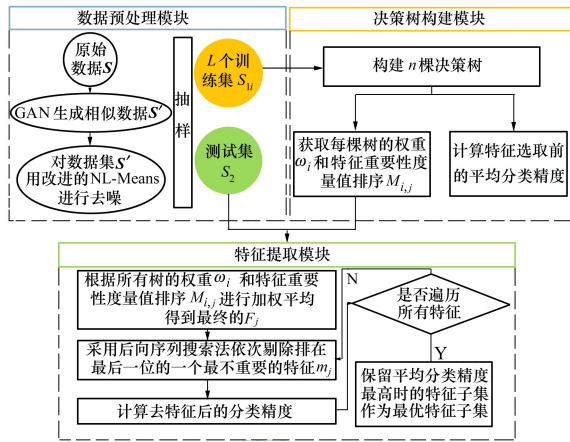 数据预处理模块
原始
数据S
GAN 生成相似数据S′
对数据集S′
用改进的NL-Means
进行去噪
抽样
L 个训
练集 S1l
测试集
S2
决策树构建模块
构建 n 棵决策树
获取每棵树的权重
ωi 和特征重要性度
量值排序 Mi,j
计算特征选取前
的平均分类精度
特征提取模块
根据所有树的权重 ωi 和特征重要
性度量值排序 Mi,j 进行加权平均
得到最终的Fj
采用后向序列搜索法依次剔除排在
最后一位的一个最不重要的特征mj
计算去特征后的分类精度
N
是否遍历
所有特征
Y
保留平均分类精度
最高时的特征子集
作为最优特征子集